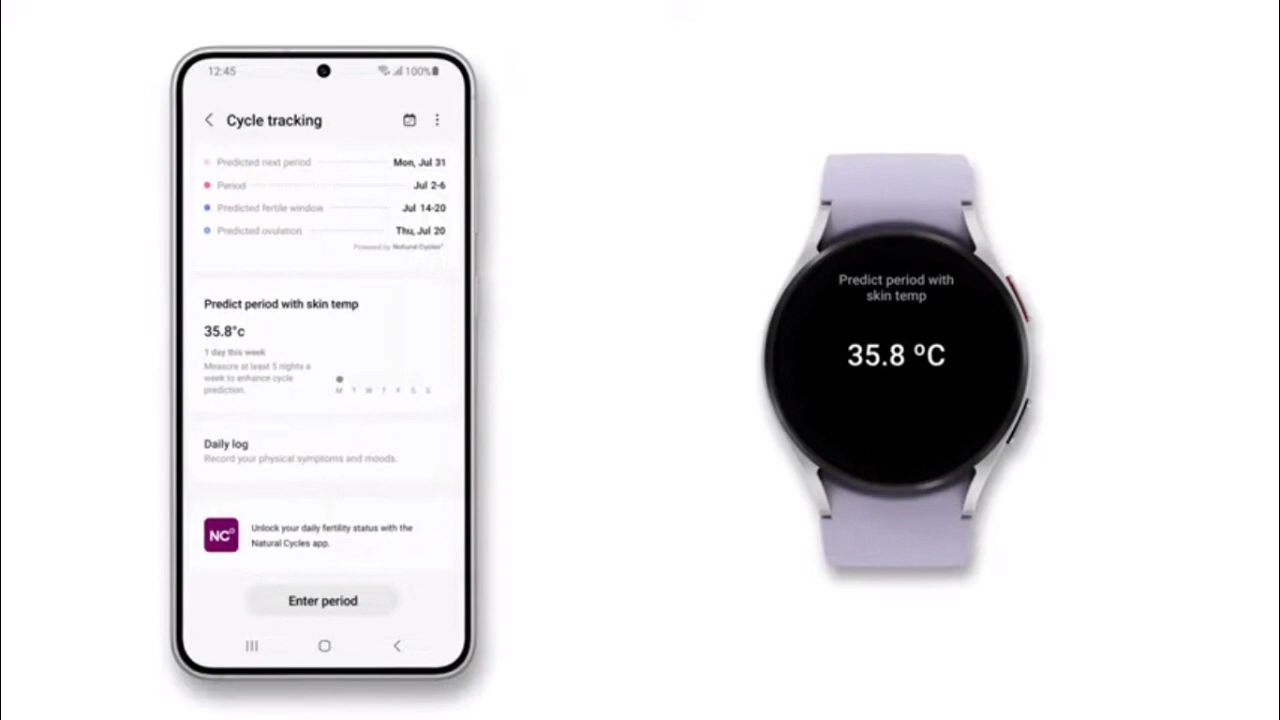 12:45
100%
Cycle tracking
Predicted next period Mon, Jul 31
Period Jul 2-6
Predicted fertile window Jul 14-20
Predicted ovulation Thu, Jul 20
Powered by Natural Cycles°
Predict period with skin temp
35.8°c
1 day this week
Measure at least 5 nights a
week to enhance cycle
prediction.
M T W T F S S
Daily log
Record your physical symptoms and moods.
NC°
Unlock your daily fertility status with the
Natural Cycles app.
Enter period
Predict period with
skin temp
35.8 ºC